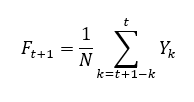 F_{t+1} = \frac{1}{N} \sum_{k=t+1-k}^{t} Y_k